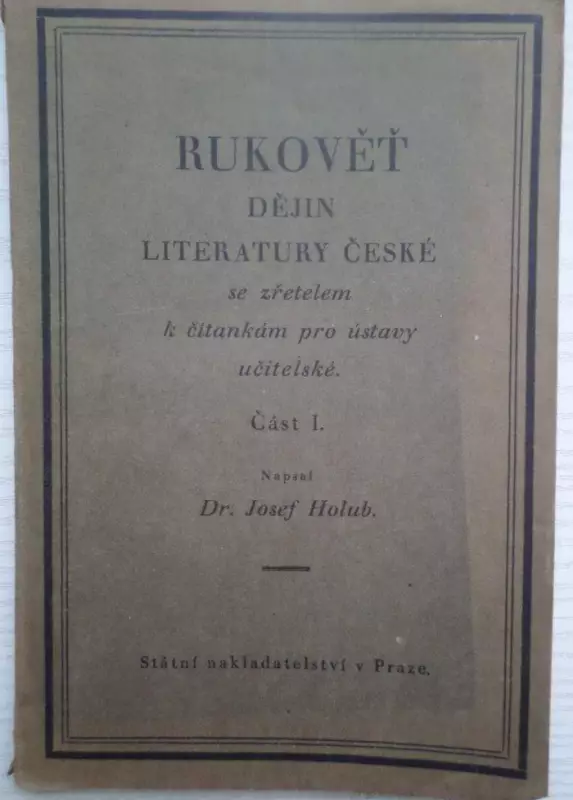 RUKOVĚŤ
DĚJIN
LITERATURY ČESKÉ
se zřetelem
k čítankám pro ústavy
učitelské.
Část I.
Napsal
Dr. Josef Holub.
Státní nakladatelství v Praze.